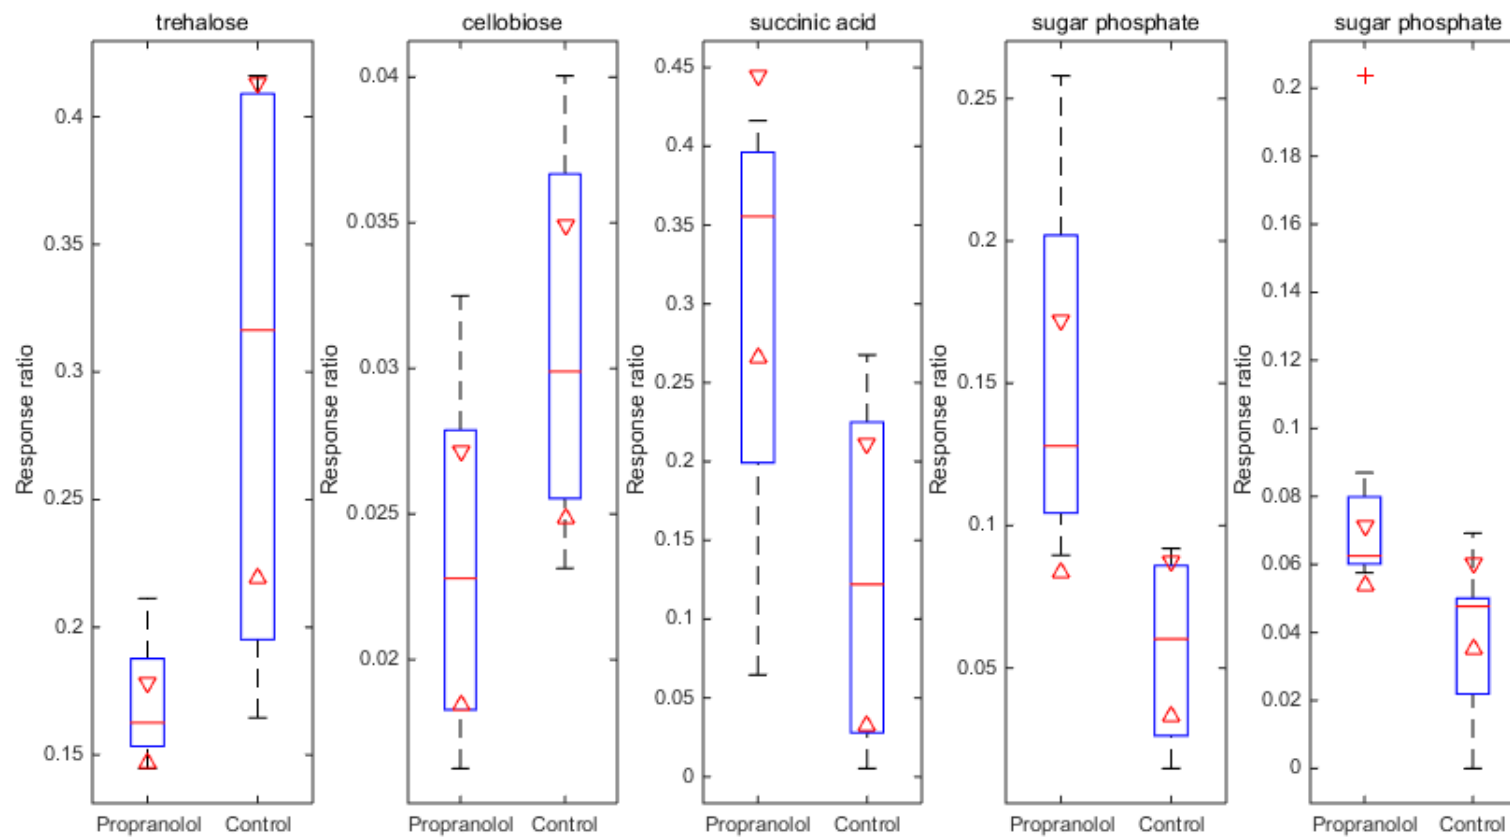 trehalose
cellobiose
succinic acid
sugar phosphate
sugar phosphate
Response ratio
0.4
0.35
0.3
0.25
0.2
0.15
Propranolol
Control
Response ratio
0.04
0.035
0.03
0.025
0.02
Propranolol
Control
Response ratio
0.45
0.4
0.35
0.3
0.25
0.2
0.15
0.1
0.05
0
Propranolol
Control
Response ratio
0.25
0.2
0.15
0.1
0.05
Propranolol
Control
Response ratio
0.2
0.18
0.16
0.14
0.12
0.1
0.08
0.06
0.04
0.02
0
Propranolol
Control